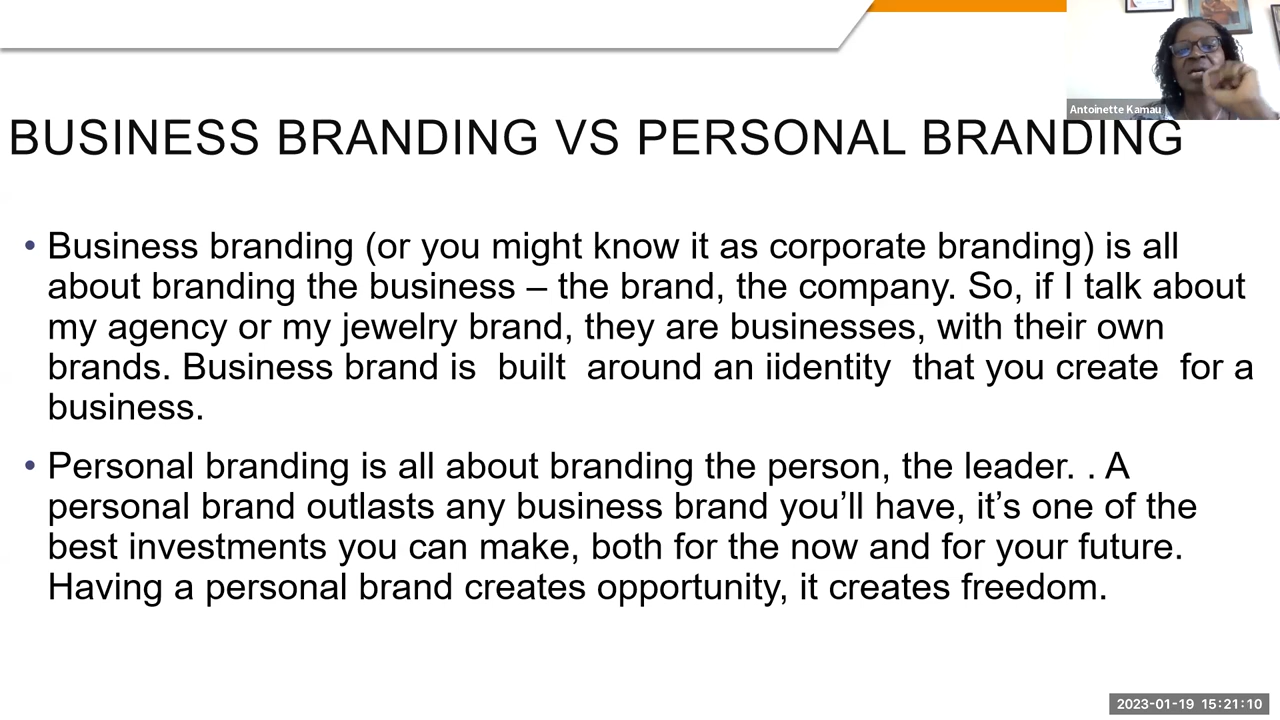 Antoinette Kamau
BUSINESS BRANDING VS PERSONAL BRANDING
• Business branding (or you might know it as corporate branding) is all
about branding the business – the brand, the company. So, if I talk about
my agency or my jewelry brand, they are businesses, with their own
brands. Business brand is  built  around an iidentity  that you create  for a
business.
• Personal branding is all about branding the person, the leader. . A
personal brand outlasts any business brand you’ll have, it’s one of the
best investments you can make, both for the now and for your future.
Having a personal brand creates opportunity, it creates freedom.
2023-01-19 15:21:10